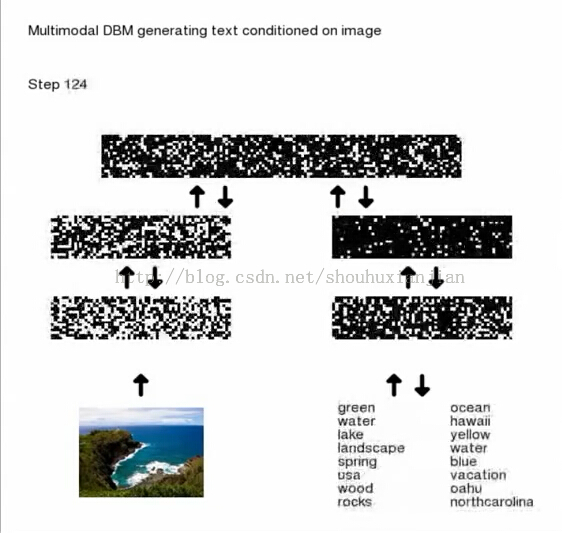 Multimodal DBM generating text conditioned on image
Step 124
http://blog.csdn.net/shouhuxianjian
green
water
lake
landscape
spring
usa
wood
rocks
ocean
hawaii
yellow
water
blue
vacation
oahu
northcarolina